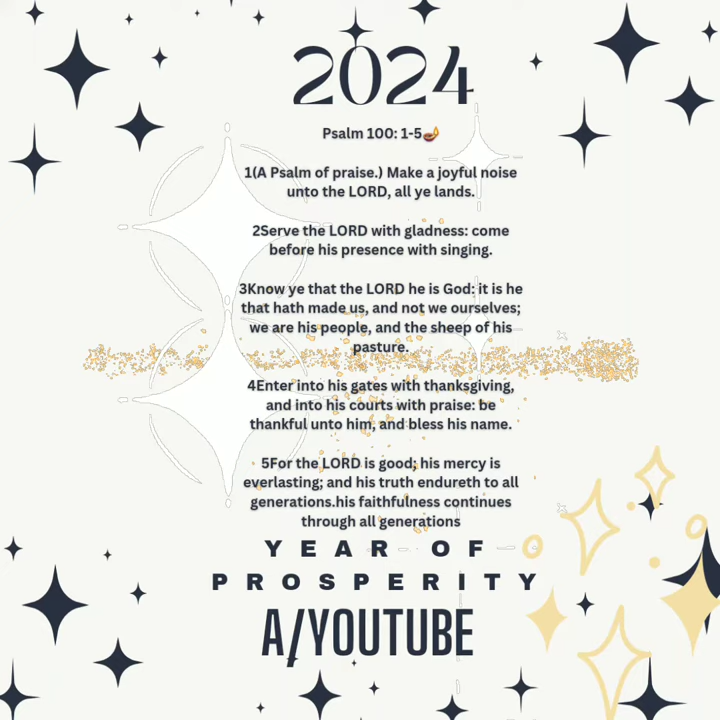 2024
Psalm 100: 1-5🪔
1(A Psalm of praise.) Make a joyful noise
unto the LORD, all ye lands.
2Serve the LORD with gladness: come
before his presence with singing.
3Know ye that the LORD he is God: it is he
that hath made us, and not we ourselves;
we are his people, and the sheep of his
pasture.
4Enter into his gates with thanksgiving,
and into his courts with praise: be
thankful unto him, and bless his name.
5For the LORD is good; his mercy is
everlasting; and his truth endureth to all
generations.his faithfulness continues
through all generations
YEAR OF
PROSPERITY
A/YOUTUBE